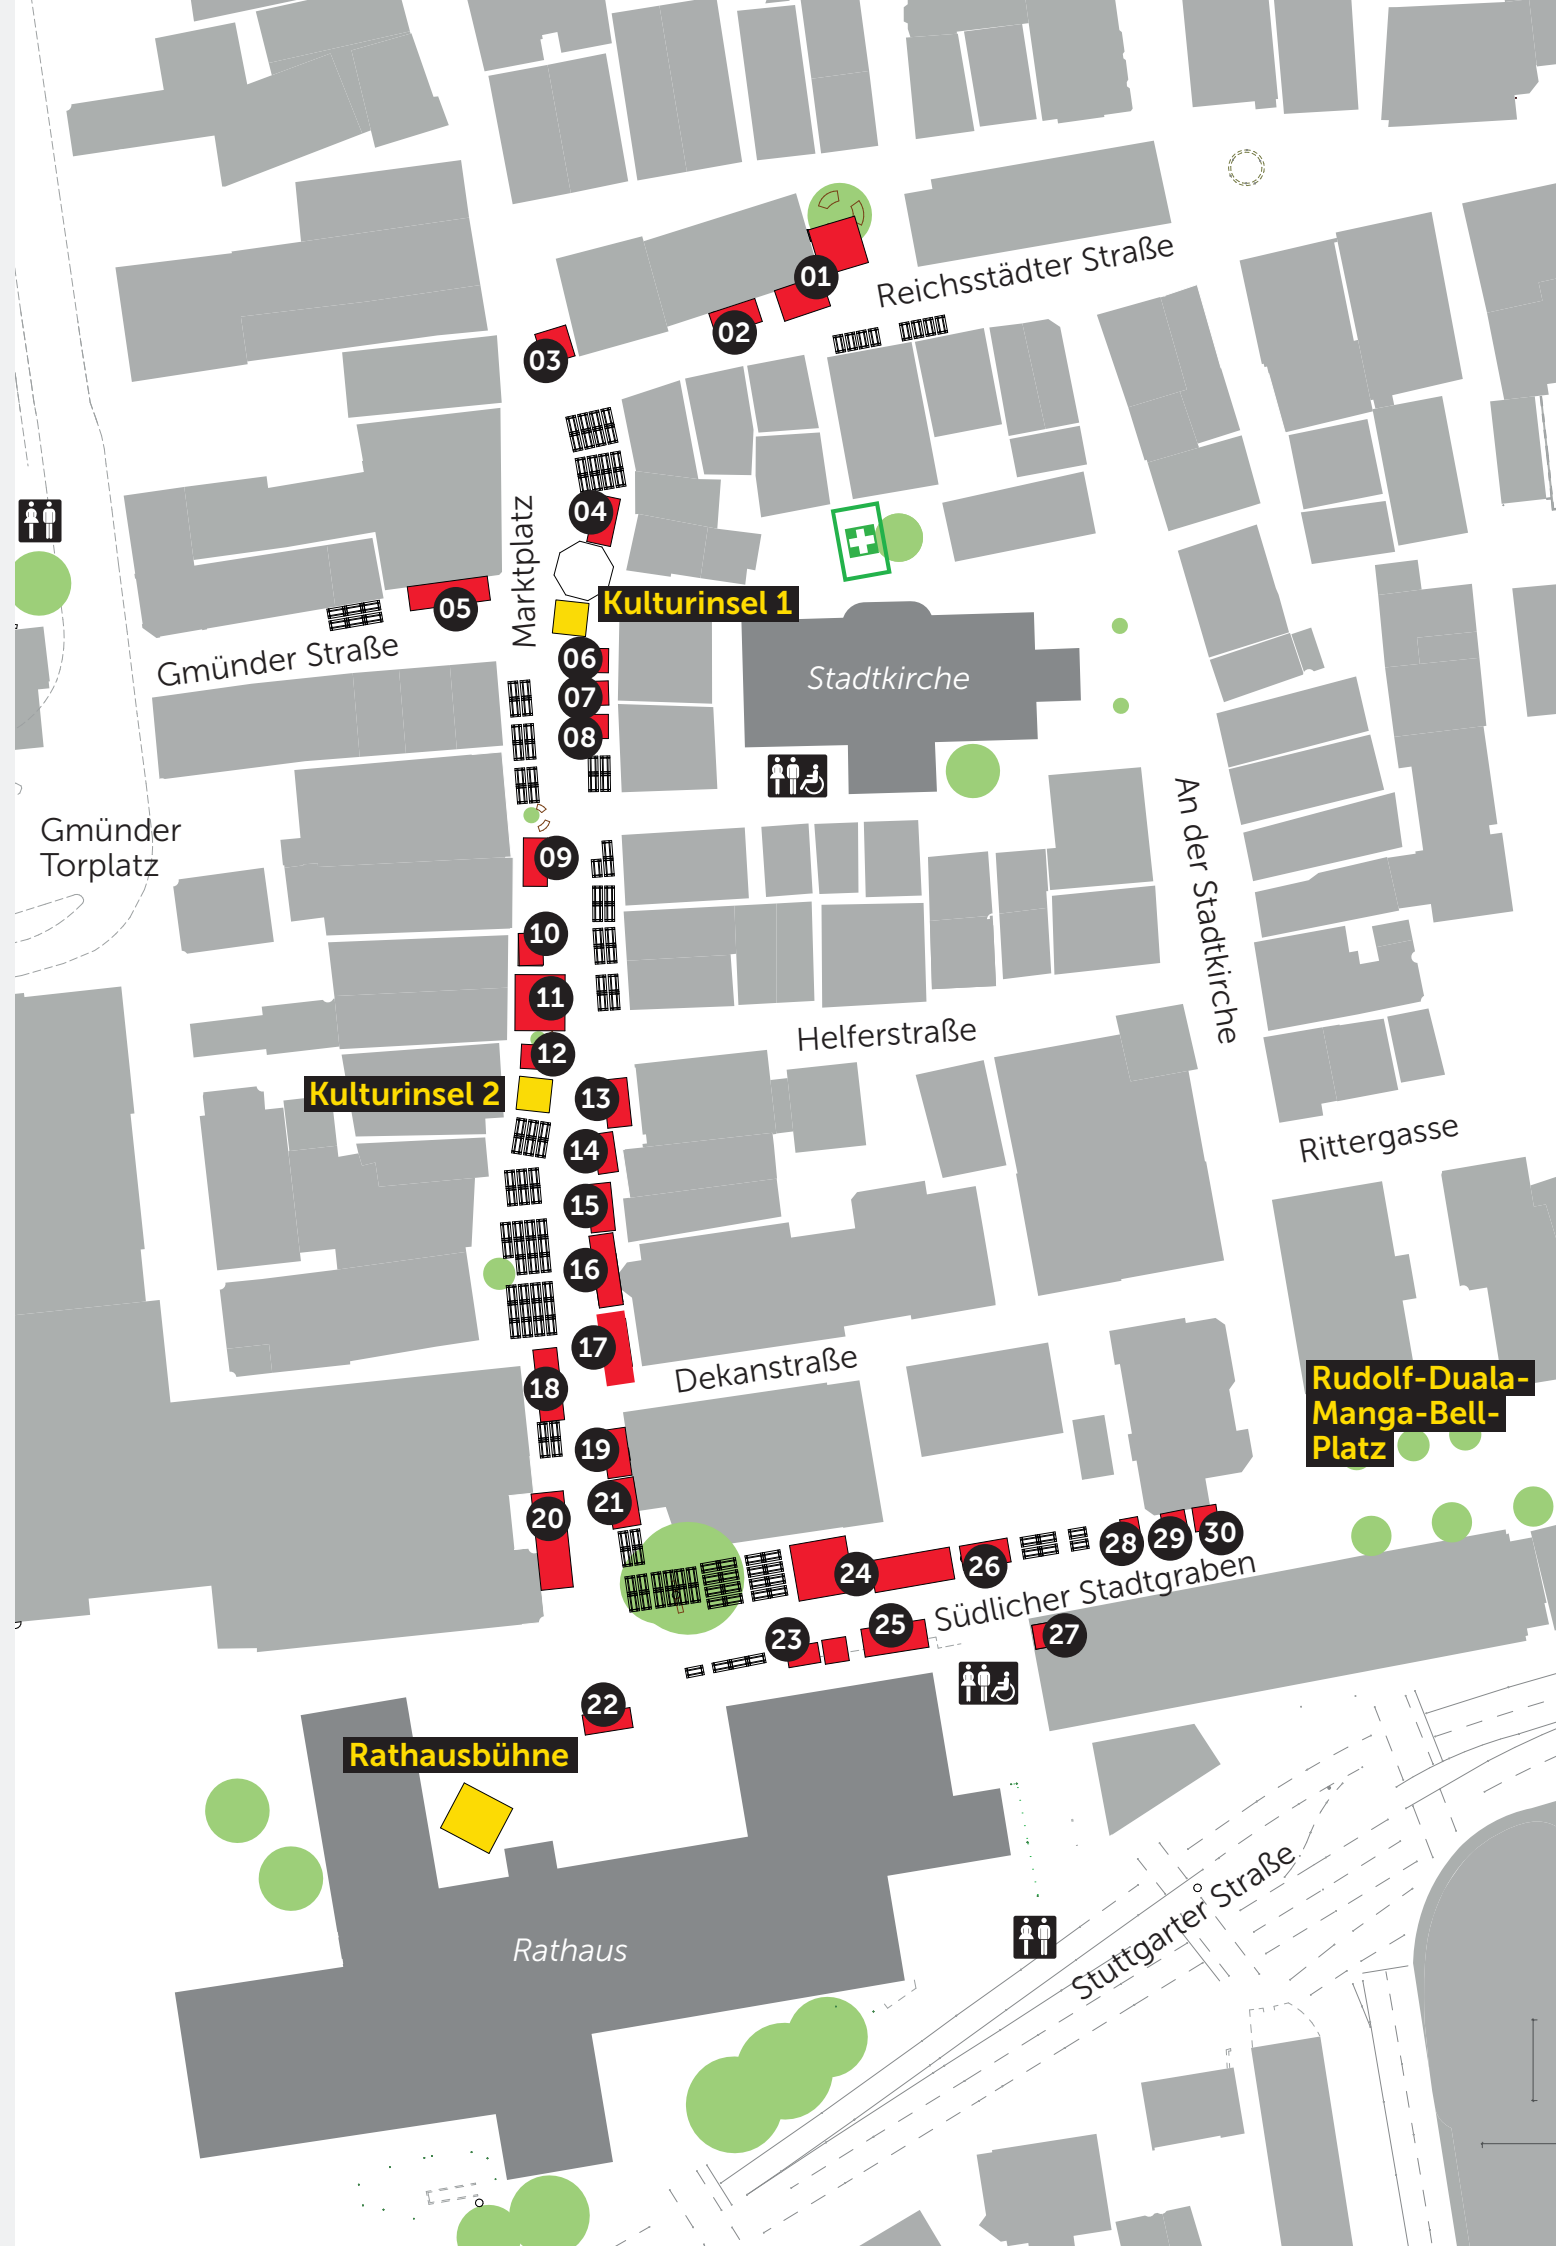 01
Reichsstädter Straße
02
03
04
Marktplatz
05
Kulturinsel 1
Gmünder Straße
06
Stadtkirche
07
08
Gmünder
Torplatz
An der Stadtkirche
09
10
11
Helferstraße
12
Kulturinsel 2
13
Rittergasse
14
15
16
17
Dekanstraße
18
Rudolf-Duala-
Manga-Bell-
Platz
19
21
20
28
29
30
24
26
Südlicher Stadtgraben
23
25
27
22
Rathausbühne
Stuttgarter Straße
Rathaus